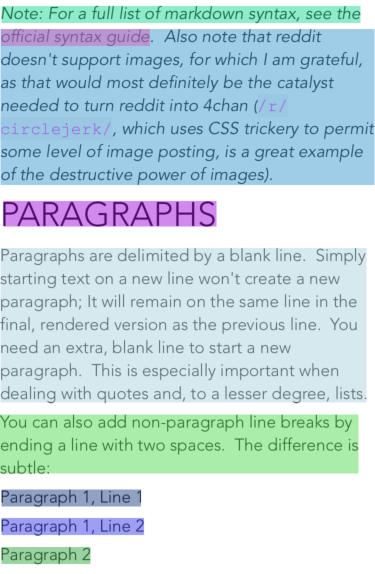 Note: For a full list of markdown syntax, see the
official syntax guide.  Also note that reddit
doesn't support images, for which I am grateful,
as that would most definitely be the catalyst
needed to turn reddit into 4chan (/r/
circlejerk/, which uses CSS trickery to permit
some level of image posting, is a great example
of the destructive power of images).
PARAGRAPHS
Paragraphs are delimited by a blank line.  Simply
starting text on a new line won't create a new
paragraph; It will remain on the same line in the
final, rendered version as the previous line.  You
need an extra, blank line to start a new
paragraph.  This is especially important when
dealing with quotes and, to a lesser degree, lists.
You can also add non-paragraph line breaks by
ending a line with two spaces.  The difference is
subtle:
Paragraph 1, Line 1
Paragraph 1, Line 2
Paragraph 2